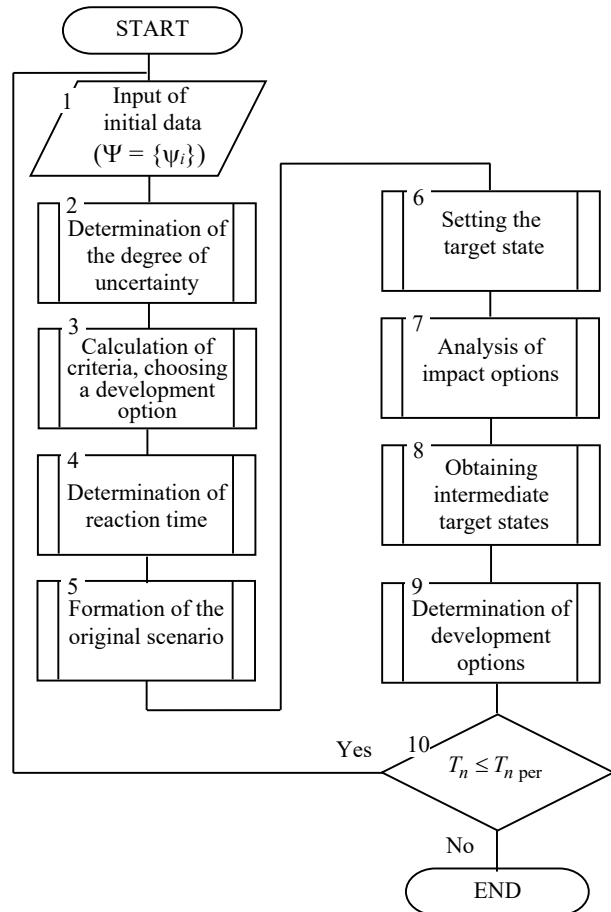 START
1
Input of
initial data
(Ψ = {ψi})
2
Determination of
the degree of
uncertainty
3
Calculation of
criteria, choosing
a development
option
4
Determination of
reaction time
5
Formation of the
original scenario
6
Setting the
target state
7
Analysis of
impact options
8
Obtaining
intermediate
target states
9
Determination of
development
options
10
Tn ≤ Tn per
Yes
No
END